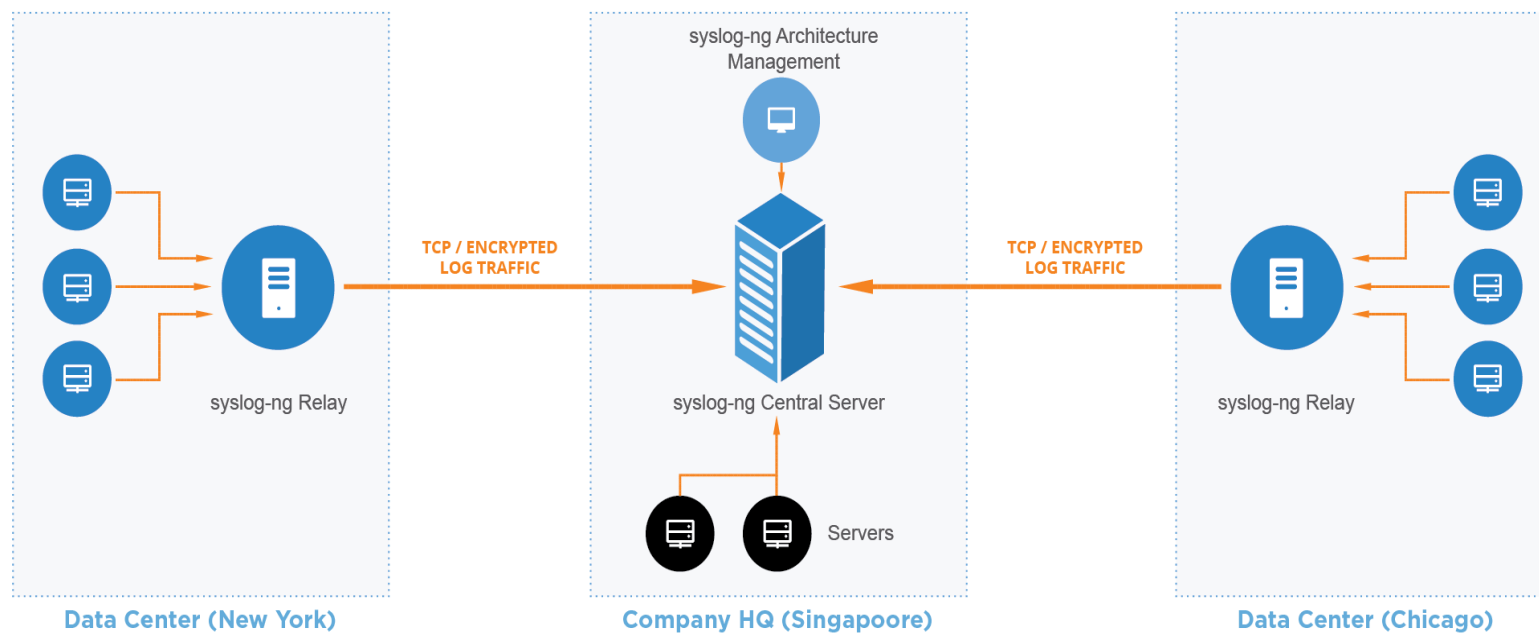 syslog-ng Architecture
Management
TCP / ENCRYPTED
LOG TRAFFIC
TCP / ENCRYPTED
LOG TRAFFIC
syslog-ng Relay
syslog-ng Central Server
syslog-ng Relay
Servers
Data Center (New York)
Company HQ (Singapoore)
Data Center (Chicago)